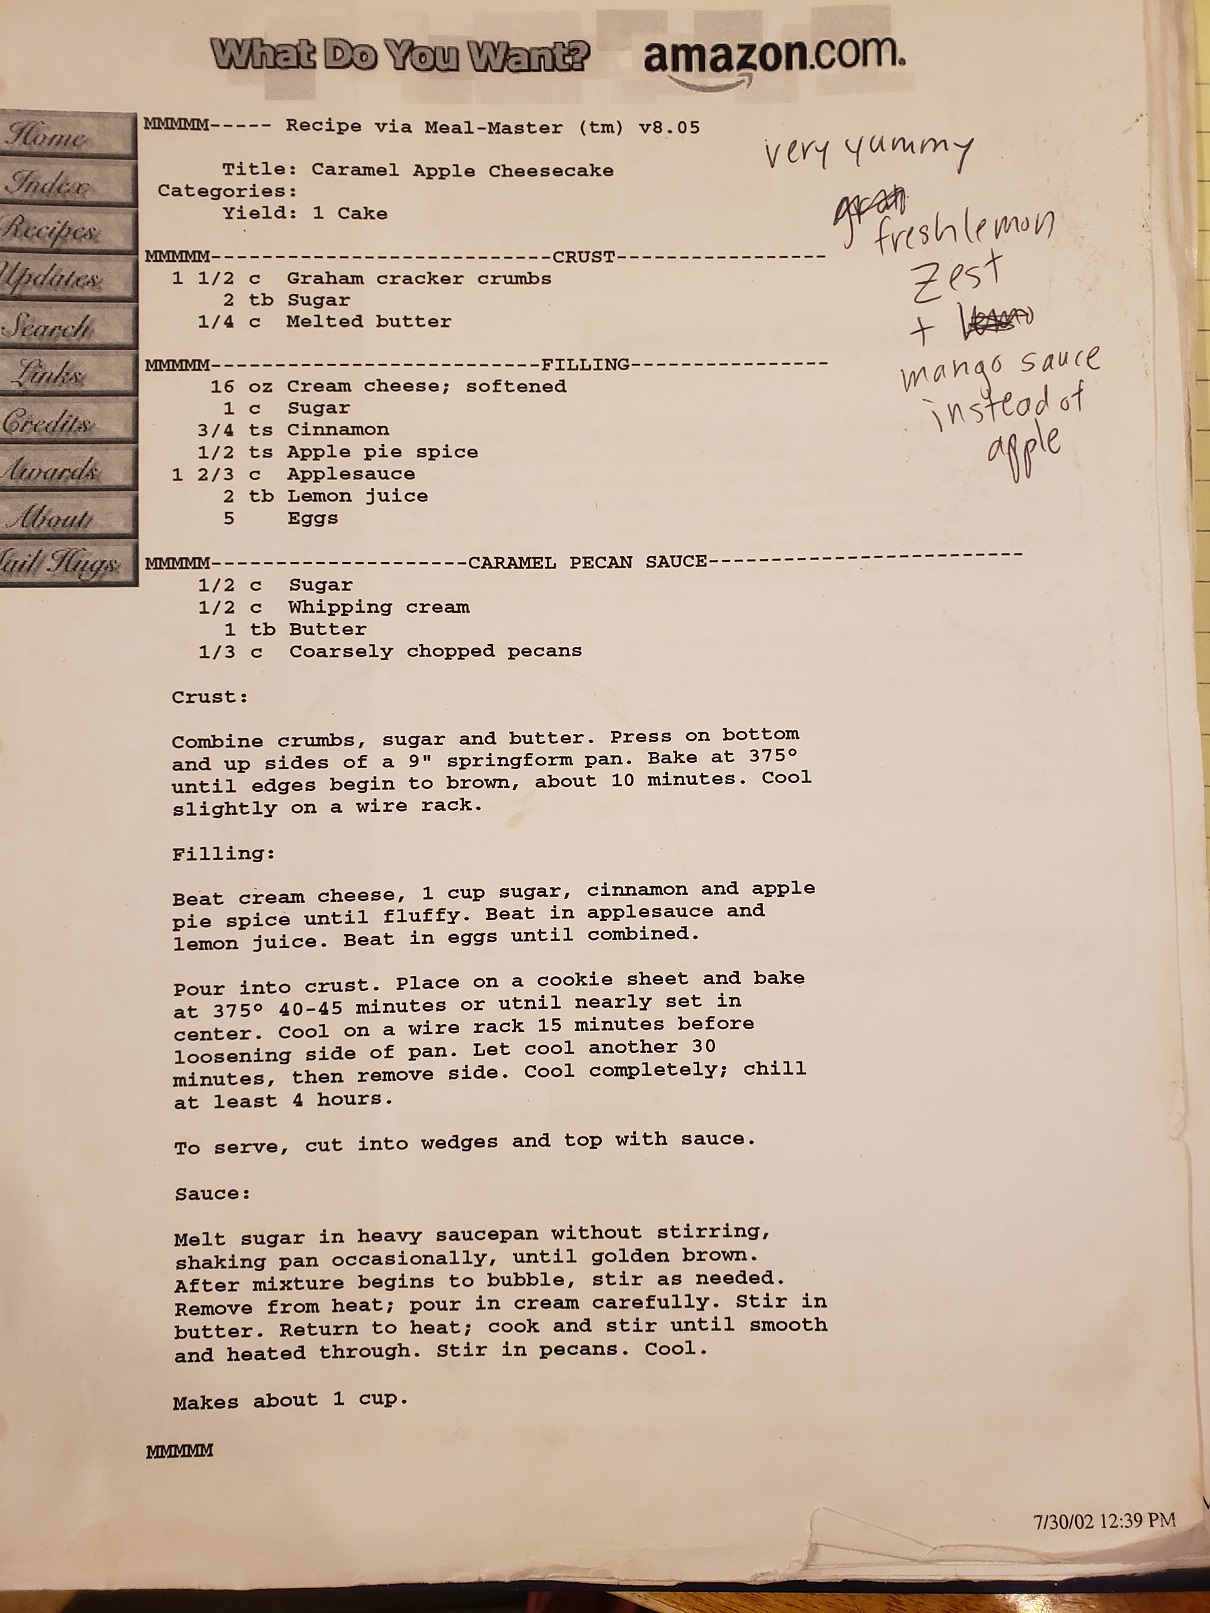 What Do You Want? amazon.com.
Home
Index
Recipes
Updates
Search
Links
Credits
Awards
About
ail Hugs
MMMMM----- Recipe via Meal-Master (tm) v8.05
Title: Caramel Apple Cheesecake
Categories:
Yield: 1 Cake
very yummy
fresh lemon
zest
+
mango sauce
instead of
apple
MMMMM--------------------------CRUST----------------
1 1/2 c Graham cracker crumbs
2 tb Sugar
1/4 c Melted butter
MMMMM-------------------------FILLING---------------
16 oz Cream cheese; softened
1 c Sugar
3/4 ts Cinnamon
1/2 ts Apple pie spice
1 2/3 c Applesauce
2 tb Lemon juice
5 Eggs
MMMMM--------------------CARAMEL PECAN SAUCE------------------------
1/2 c Sugar
1/2 c Whipping cream
1 tb Butter
1/3 c Coarsely chopped pecans
Crust:
Combine crumbs, sugar and butter. Press on bottom
and up sides of a 9" springform pan. Bake at 375°
until edges begin to brown, about 10 minutes. Cool
slightly on a wire rack.
Filling:
Beat cream cheese, 1 cup sugar, cinnamon and apple
pie spice until fluffy. Beat in applesauce and
lemon juice. Beat in eggs until combined.
Pour into crust. Place on a cookie sheet and bake
at 375° 40-45 minutes or utnil nearly set in
center. Cool on a wire rack 15 minutes before
loosening side of pan. Let cool another 30
minutes, then remove side. Cool completely; chill
at least 4 hours.
To serve, cut into wedges and top with sauce.
Sauce:
Melt sugar in heavy saucepan without stirring,
shaking pan occasionally, until golden brown.
After mixture begins to bubble, stir as needed.
Remove from heat; pour in cream carefully. Stir in
butter. Return to heat; cook and stir until smooth
and heated through. Stir in pecans. Cool.
Makes about 1 cup.
MMMMM
7/30/02 12:39 PM